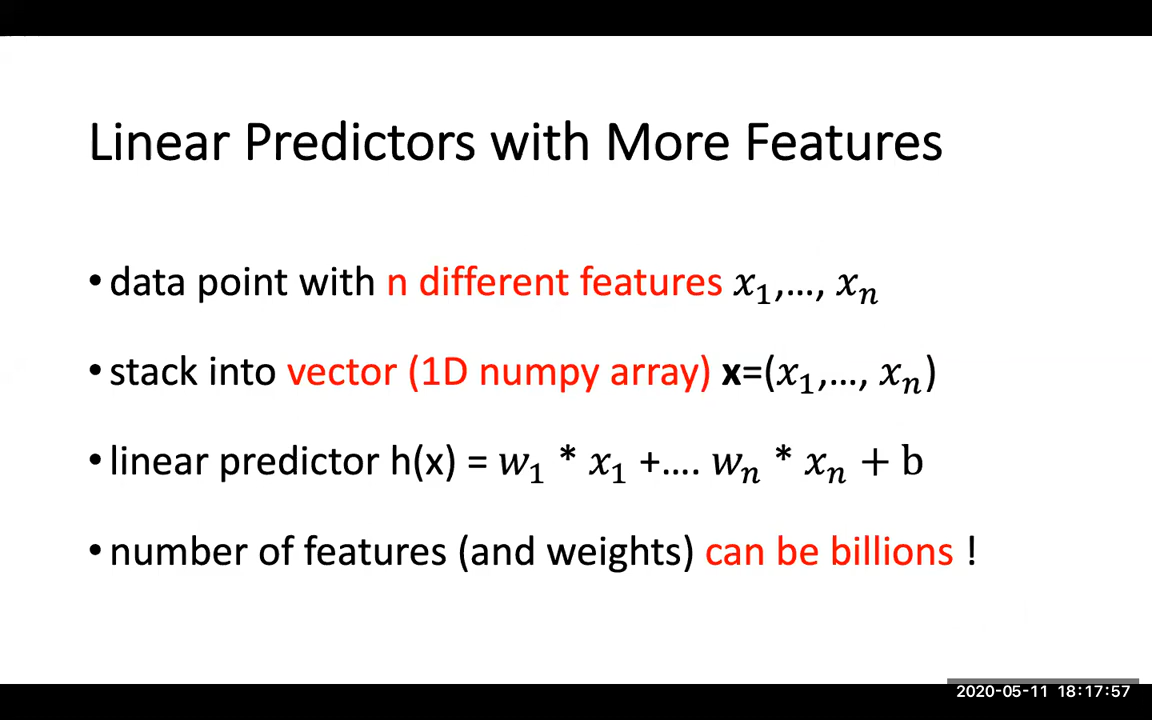 Linear Predictors with More Features
• data point with n different features x₁,…, xₙ
• stack into vector (1D numpy array) x=(x₁,…, xₙ)
• linear predictor h(x) = w₁ * x₁ +…. wₙ * xₙ + b
• number of features (and weights) can be billions !
2020-05-11 18:17:57